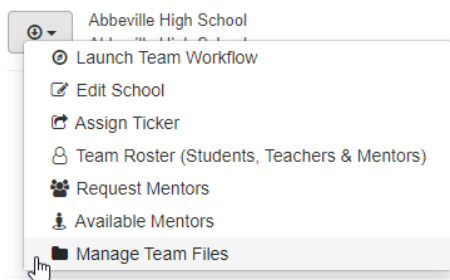 Abbeville High School
Launch Team Workflow
Edit School
Assign Ticker
Team Roster (Students, Teachers & Mentors)
Request Mentors
Available Mentors
Manage Team Files